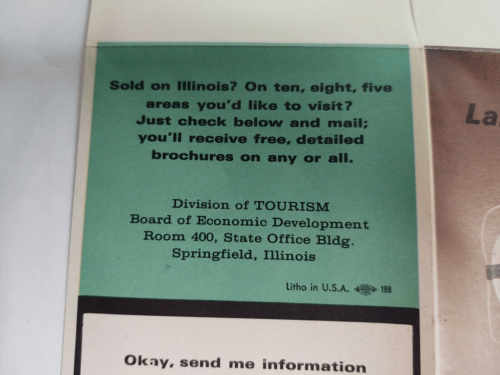 Sold on Illinois? On ten, eight, five
areas you'd like to visit?
Just check below and mail;
you'll receive free, detailed
brochures on any or all.
Division of TOURISM
Board of Economic Development
Room 400, State Office Bldg.
Springfield, Illinois
Litho in U.S.A. 188
Okay, send me information
La